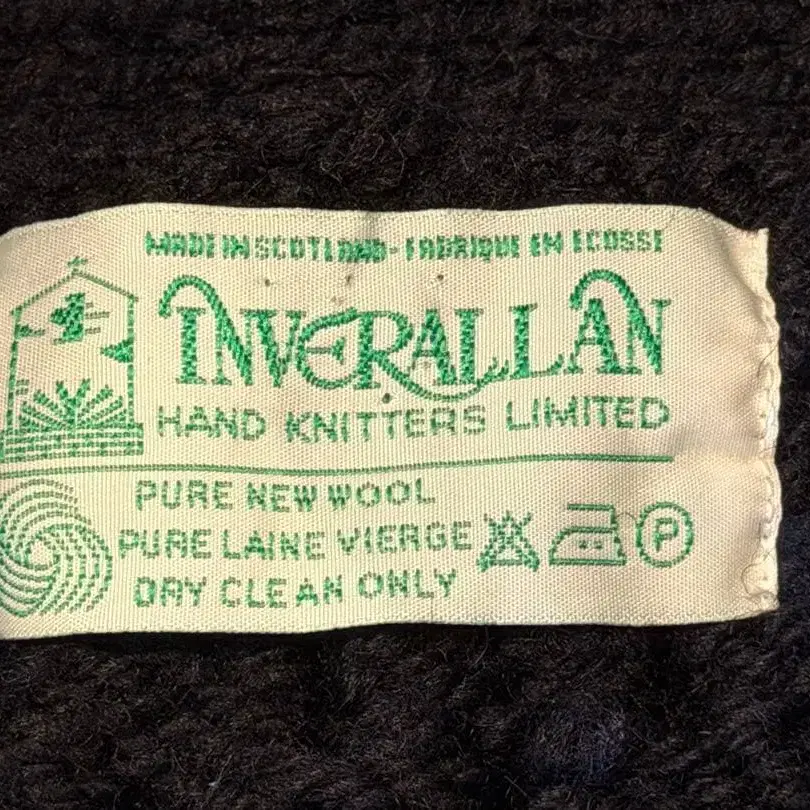 MADE IN SCOTLAND - FABRIQUE EN ECOSSE
INVERALLAN
HAND KNITTERS LIMITED
PURE NEW WOOL
PURE LAINE VIERGE
DRY CLEAN ONLY
P